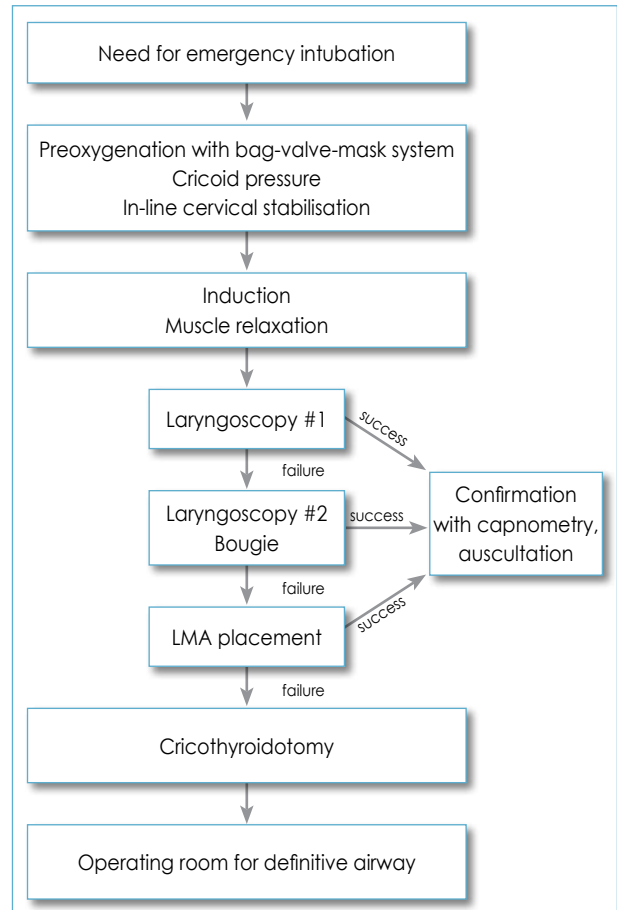 Need for emergency intubation
Preoxygenation with bag-valve-mask system
Cricoid pressure
In-line cervical stabilisation
Induction
Muscle relaxation
Laryngoscopy #1
success
failure
Laryngoscopy #2
Bougie
success
Confirmation
with capnometry,
auscultation
failure
LMA placement
success
failure
Cricothyroidotomy
Operating room for definitive airway